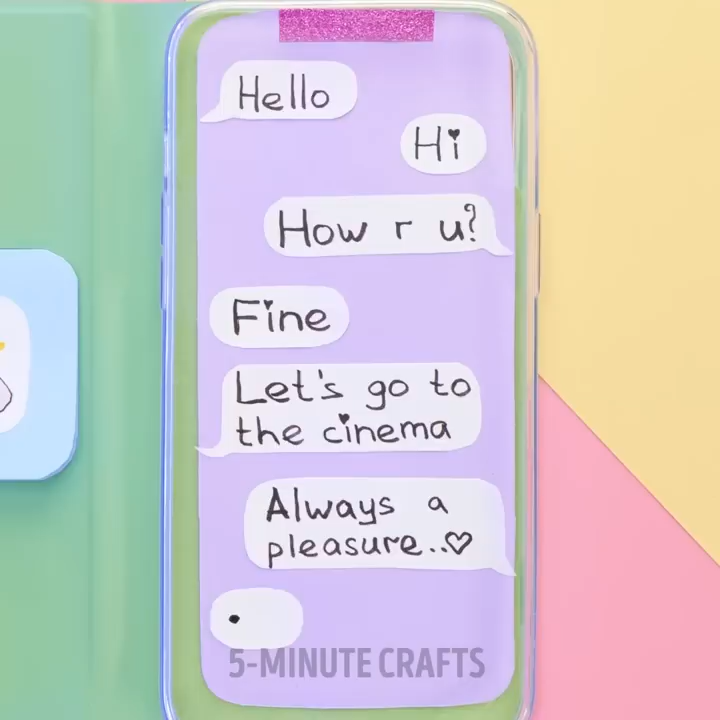 Hello
Hi
How r u?
Fine
Let's go to
the cinema
Always a
pleasure..♡
•
5-MINUTE CRAFTS